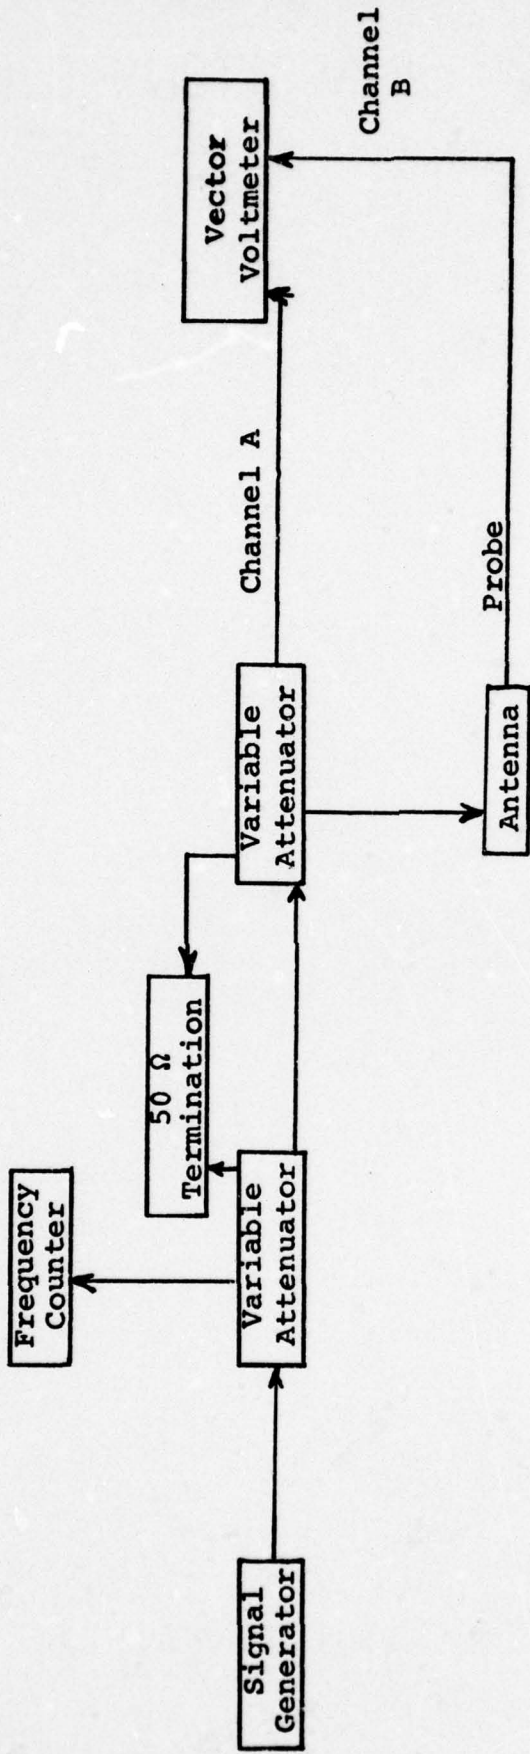 Signal
Generator
Frequency
Counter
Variable
Attenuator
50 Ω
Termination
Variable
Attenuator
Channel A
Antenna
Probe
Vector
Voltmeter
Channel
B